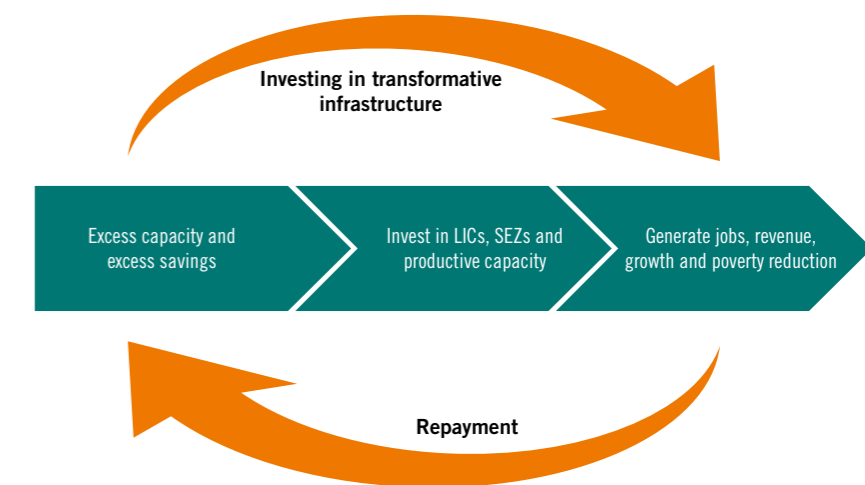 Investing in transformative
infrastructure
Excess capacity and
excess savings
Invest in LICs, SEZs and
productive capacity
Generate jobs, revenue,
growth and poverty reduction
Repayment